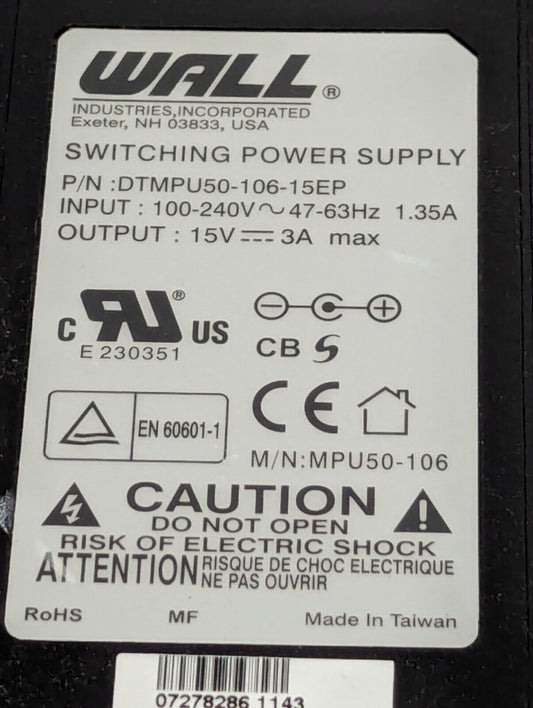 WALL®
INDUSTRIES,INCORPORATED
Exeter, NH 03833, USA
SWITCHING POWER SUPPLY
P/N :DTMPU50-106-15EP
INPUT : 100-240V～47-63Hz 1.35A
OUTPUT : 15V⎓3A max
C RU® US
E 230351
CB S
EN 60601-1
CE
M/N:MPU50-106
CAUTION
DO NOT OPEN
RISK OF ELECTRIC SHOCK
ATTENTION RISQUE DE CHOC ELECTRIQUE
NE PAS OUVRIR
RoHS MF Made In Taiwan
07278286 1143